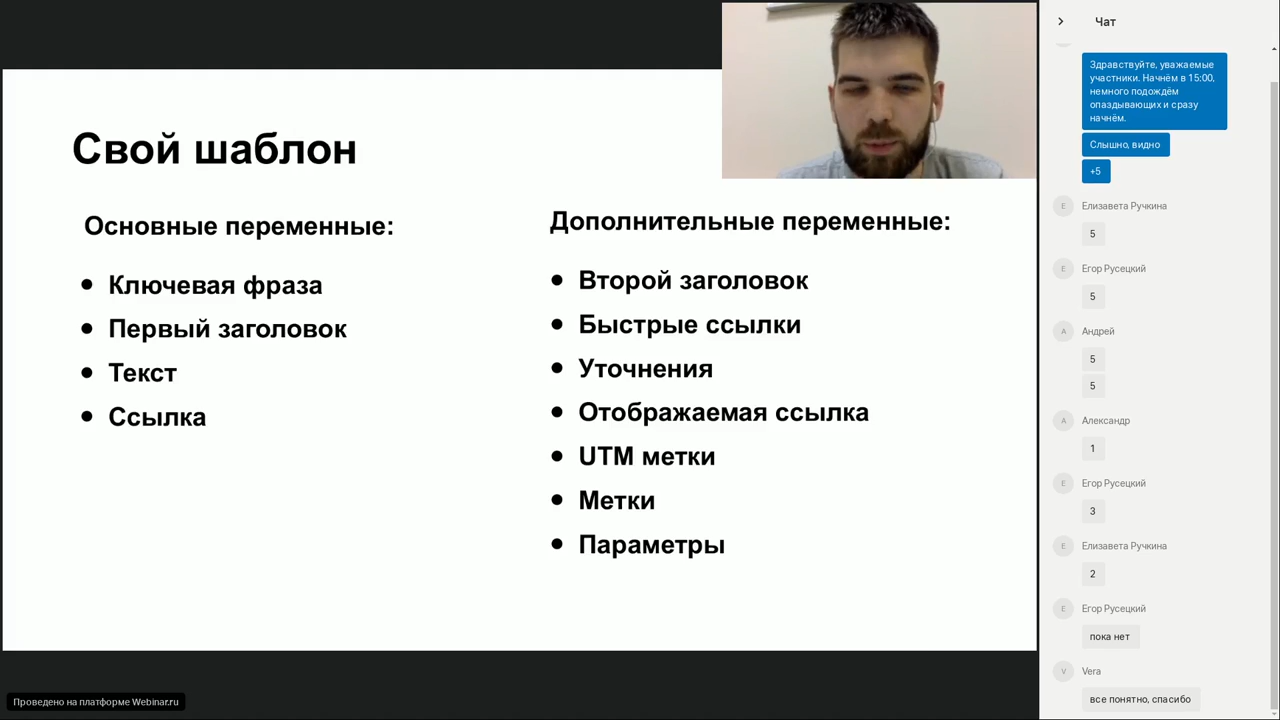 Свой шаблон
Основные переменные:
Ключевая фраза
Первый заголовок
Текст
Ссылка
Дополнительные переменные:
Второй заголовок
Быстрые ссылки
Уточнения
Отображаемая ссылка
UTM метки
Метки
Параметры
Проведено на платформе Webinar.ru
Чат
Здравствуйте, уважаемые
участники. Начнём в 15:00,
немного подождём
опаздывающих и сразу
начнём.
Слышно, видно
+5
Е
Елизавета Ручкина
5
Е
Егор Русецкий
5
А
Андрей
5
5
А
Александр
1
Е
Егор Русецкий
3
Е
Елизавета Ручкина
2
Е
Егор Русецкий
пока нет
V
Vera
все понятно, спасибо